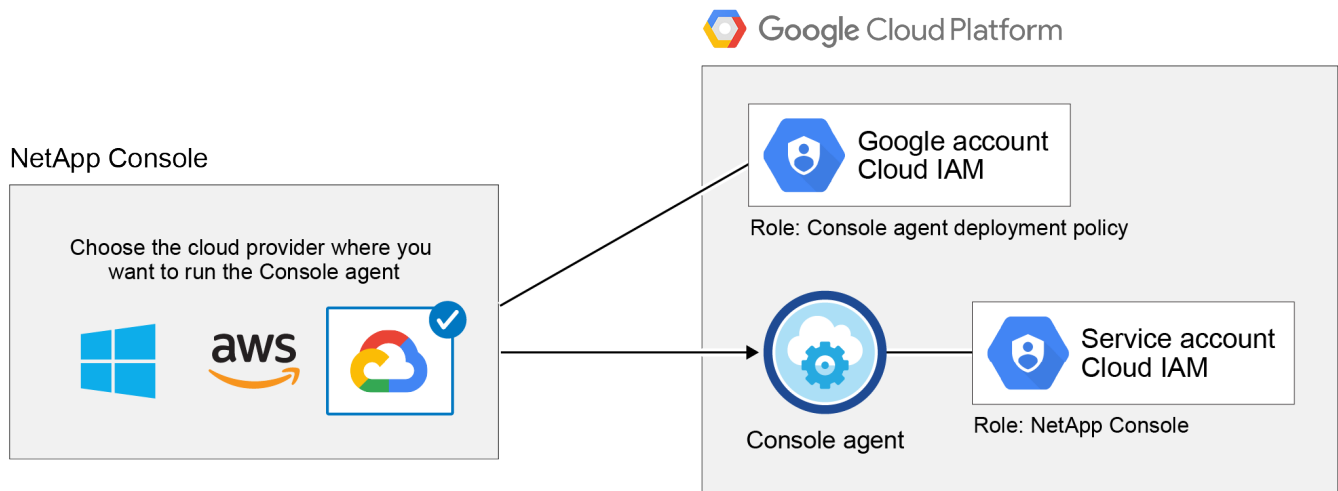 Google Cloud Platform
NetApp Console
Choose the cloud provider where you
want to run the Console agent
aws
Google account
Cloud IAM
Role: Console agent deployment policy
Console agent
Service account
Cloud IAM
Role: NetApp Console